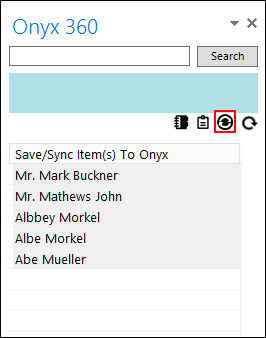 Onyx 360
Search
Save/Sync Item(s) To Onyx
Mr. Mark Buckner
Mr. Mathews John
Albbey Morkel
Albe Morkel
Abe Mueller